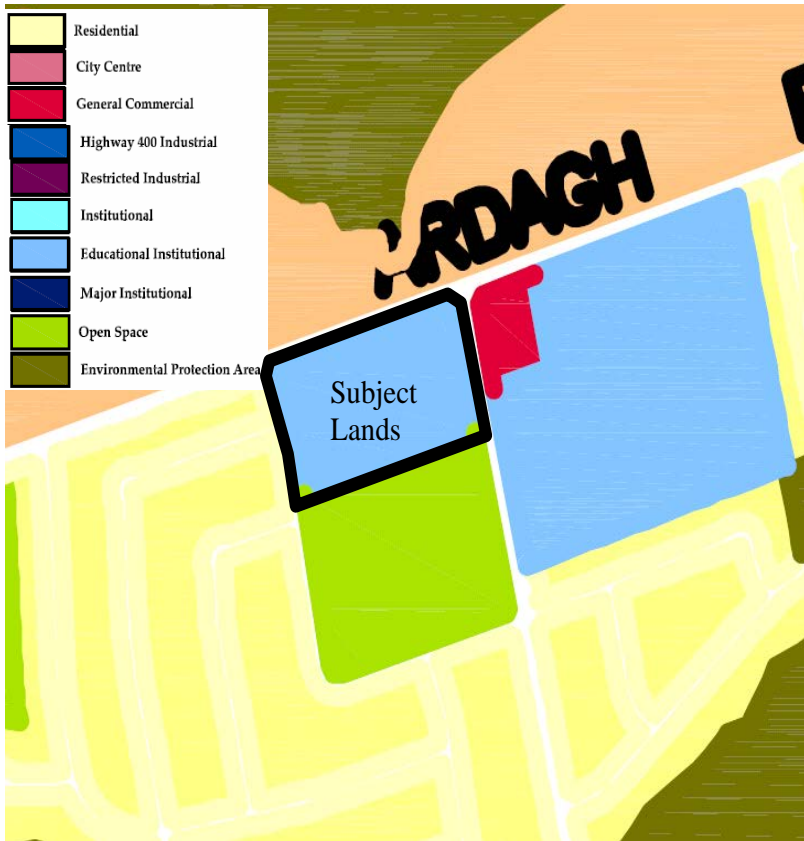 Residential
City Centre
General Commercial
Highway 400 Industrial
Restricted Industrial
Institutional
Educational Institutional
Major Institutional
Open Space
Environmental Protection Area
ARDAGH
Subject
Lands